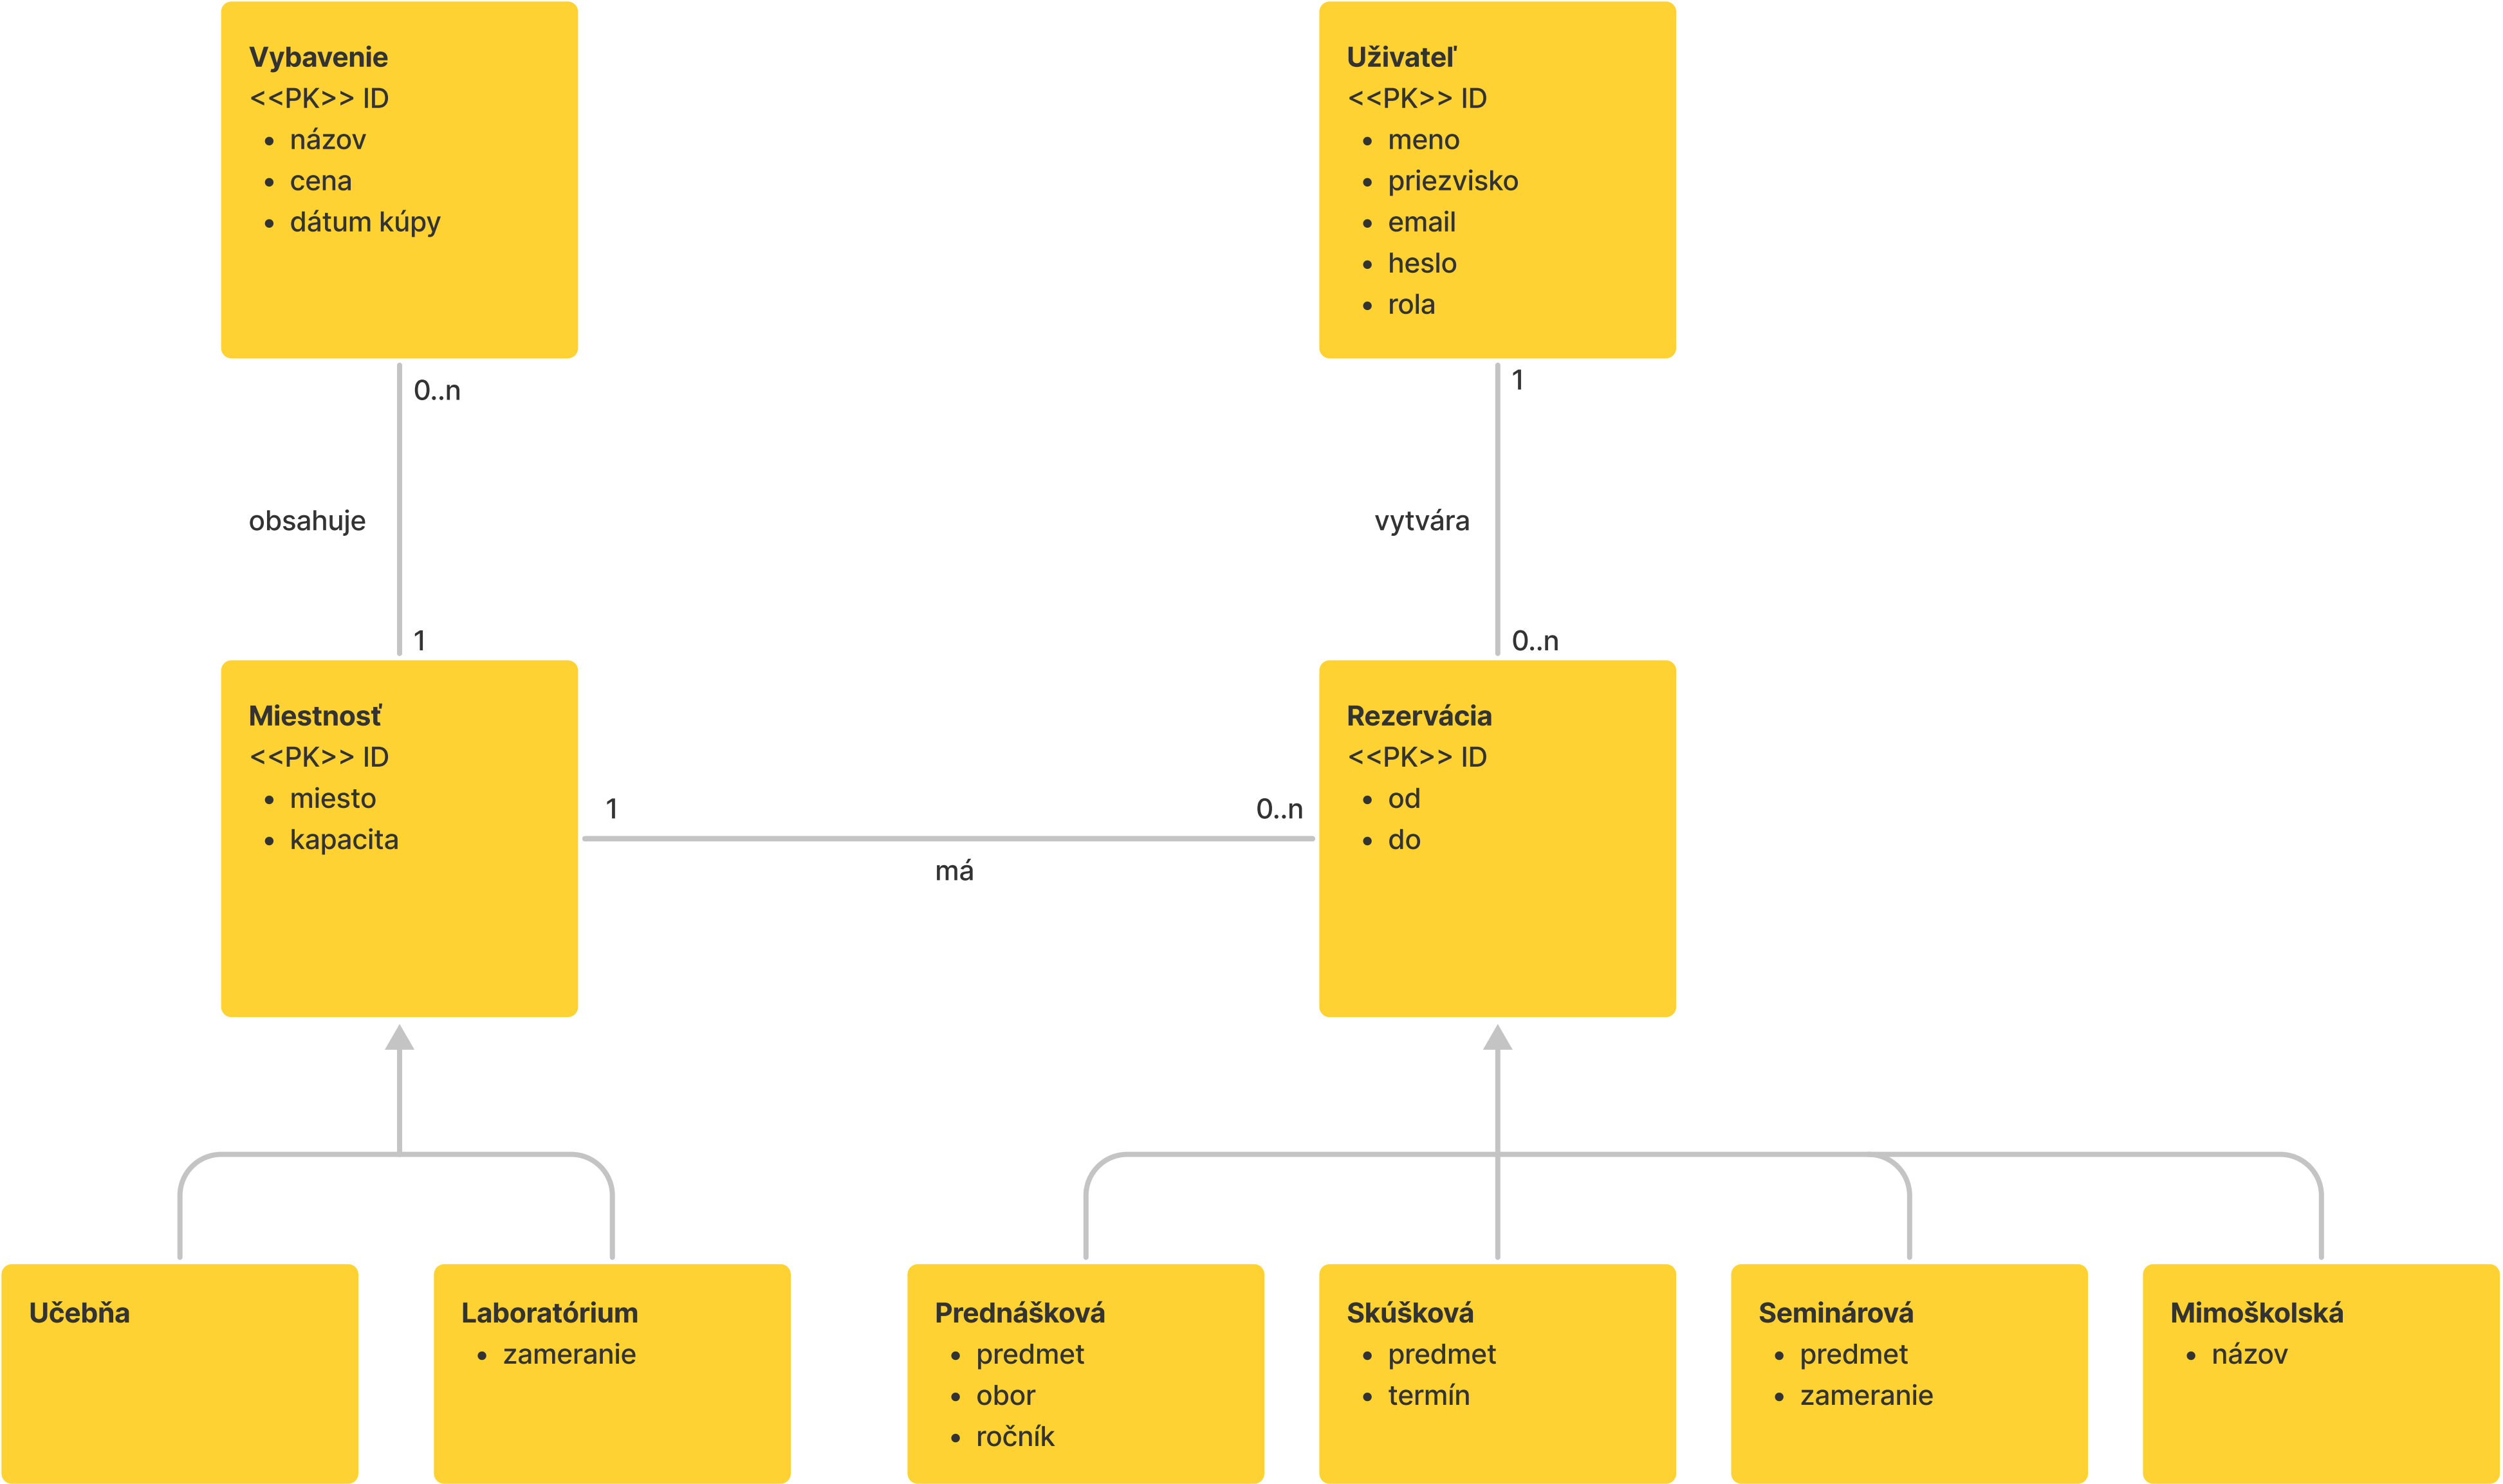 Vybavenie
<<PK>> ID
názov
cena
dátum kúpy
Užívateľ
<<PK>> ID
meno
priezvisko
email
heslo
rola
0..n
obsahuje
1
1
vytvára
0..n
Miestnosť
<<PK>> ID
miesto
kapacita
1
0..n
má
Rezervácia
<<PK>> ID
od
do
Učebňa
Laboratórium
zameranie
Prednášková
predmet
obor
ročník
Skúšková
predmet
termín
Seminárová
predmet
zameranie
Mimoškolská
názov